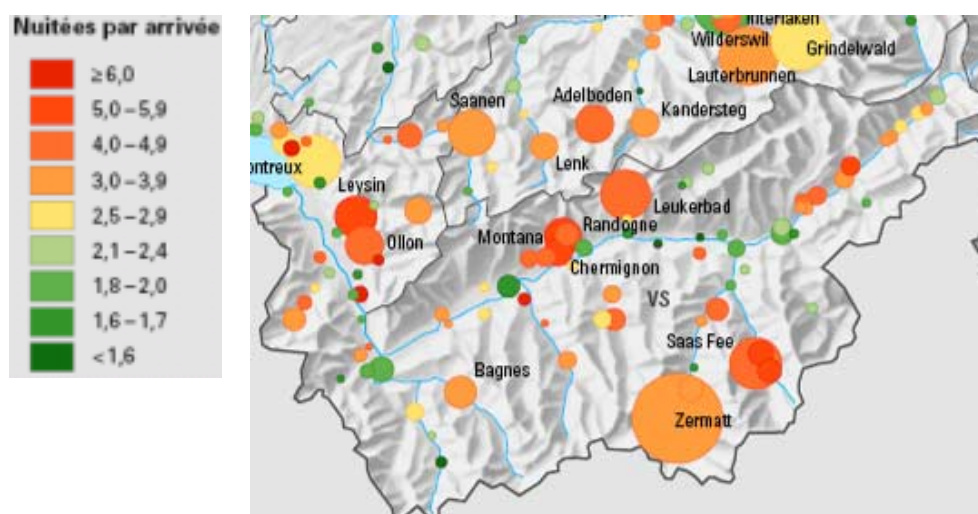 Nuitées par arrivée
≥6,0
5,0–5,9
4,0–4,9
3,0–3,9
2,5–2,9
2,1–2,4
1,8–2,0
1,6–1,7
<1,6
Interlaken
Wilderswil
Grindelwald
Lauterbrunnen
Saanen
Adelboden
Kandersteg
Lenk
ontreux
Leysin
Leukerbad
Ollon
Montana
Randogne
Chermignon
VS
Saas Fee
Bagnes
Zermatt